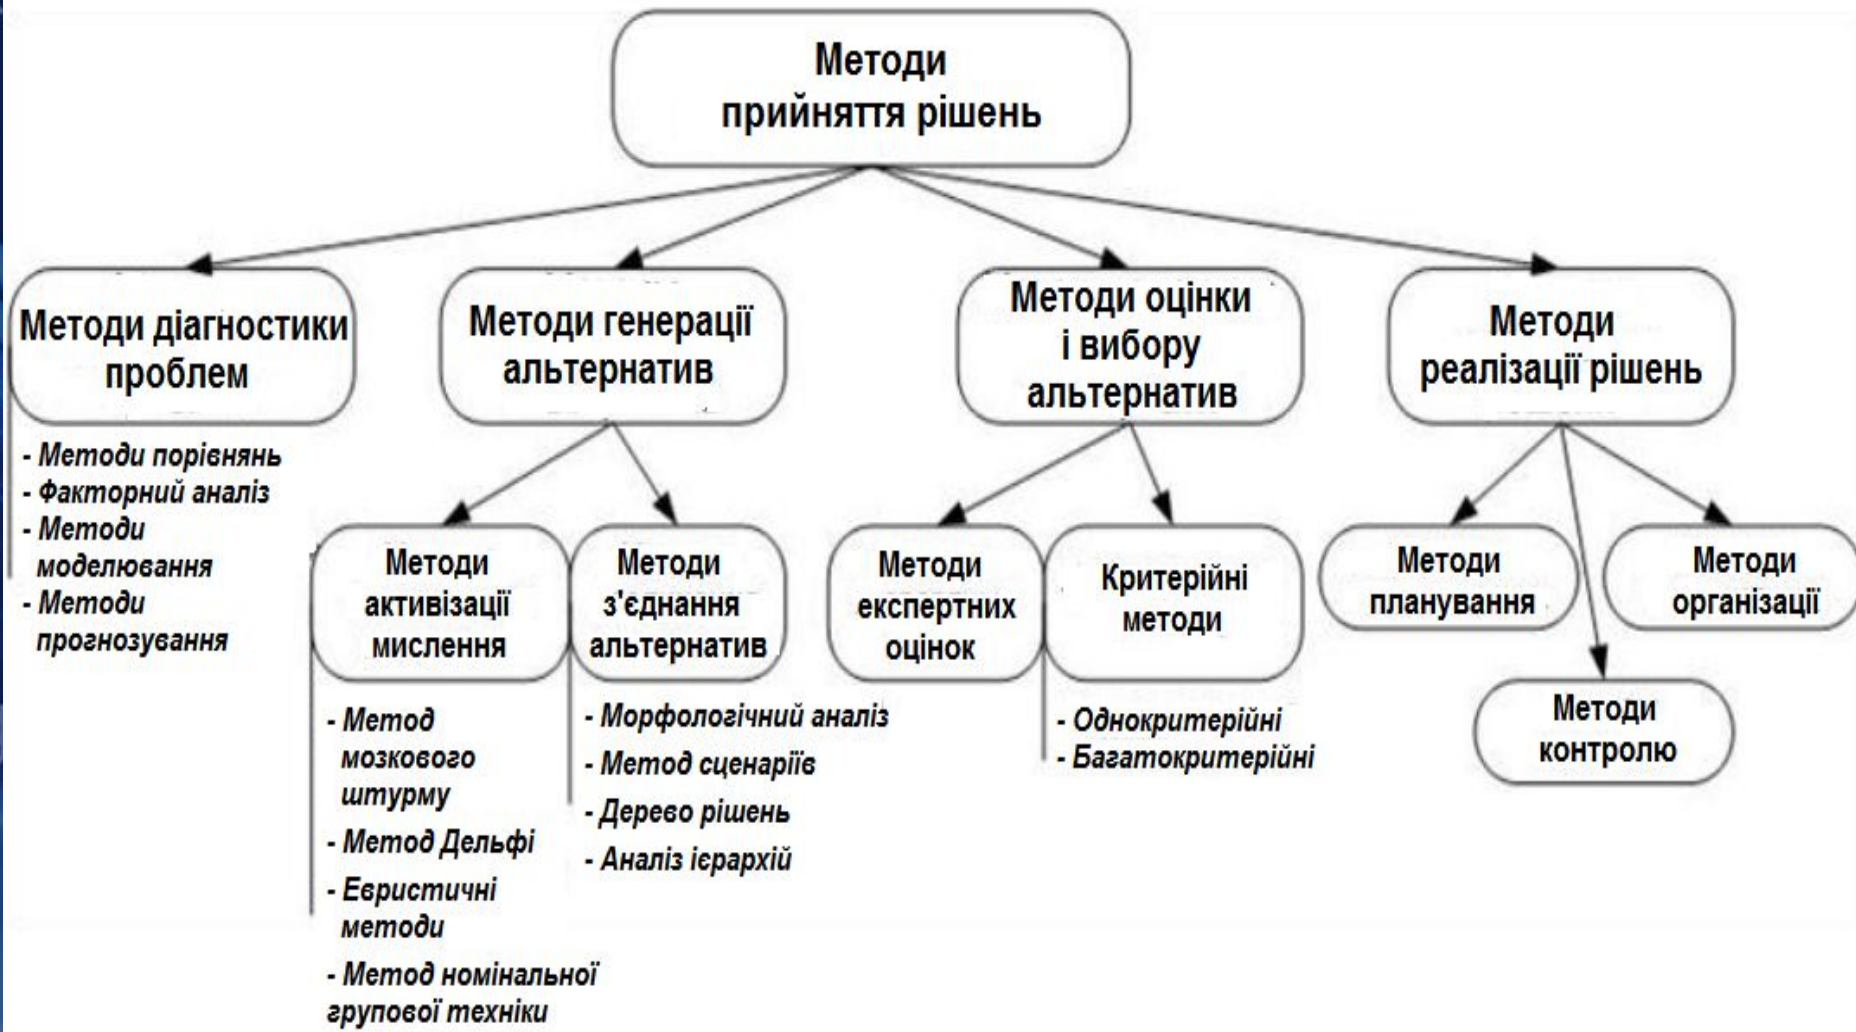 Методи
прийняття рішень
Методи діагностики
проблем
- Методи порівнянь
- Факторний аналіз
- Методи
моделювання
- Методи
прогнозування
Методи генерації
альтернатив
Методи
активізації
мислення
- Метод
мозкового
штурму
- Метод Дельфі
- Евристичні
методи
- Метод номінальної
групової техніки
Методи
з'єднання
альтернатив
- Морфологічний аналіз
- Метод сценаріїв
- Дерево рішень
- Аналіз ієрархій
Методи оцінки
і вибору
альтернатив
Методи
експертних
оцінок
Критерійні
методи
- Однокритерійні
- Багатокритерійні
Методи
реалізації рішень
Методи
планування
Методи
контролю
Методи
організації